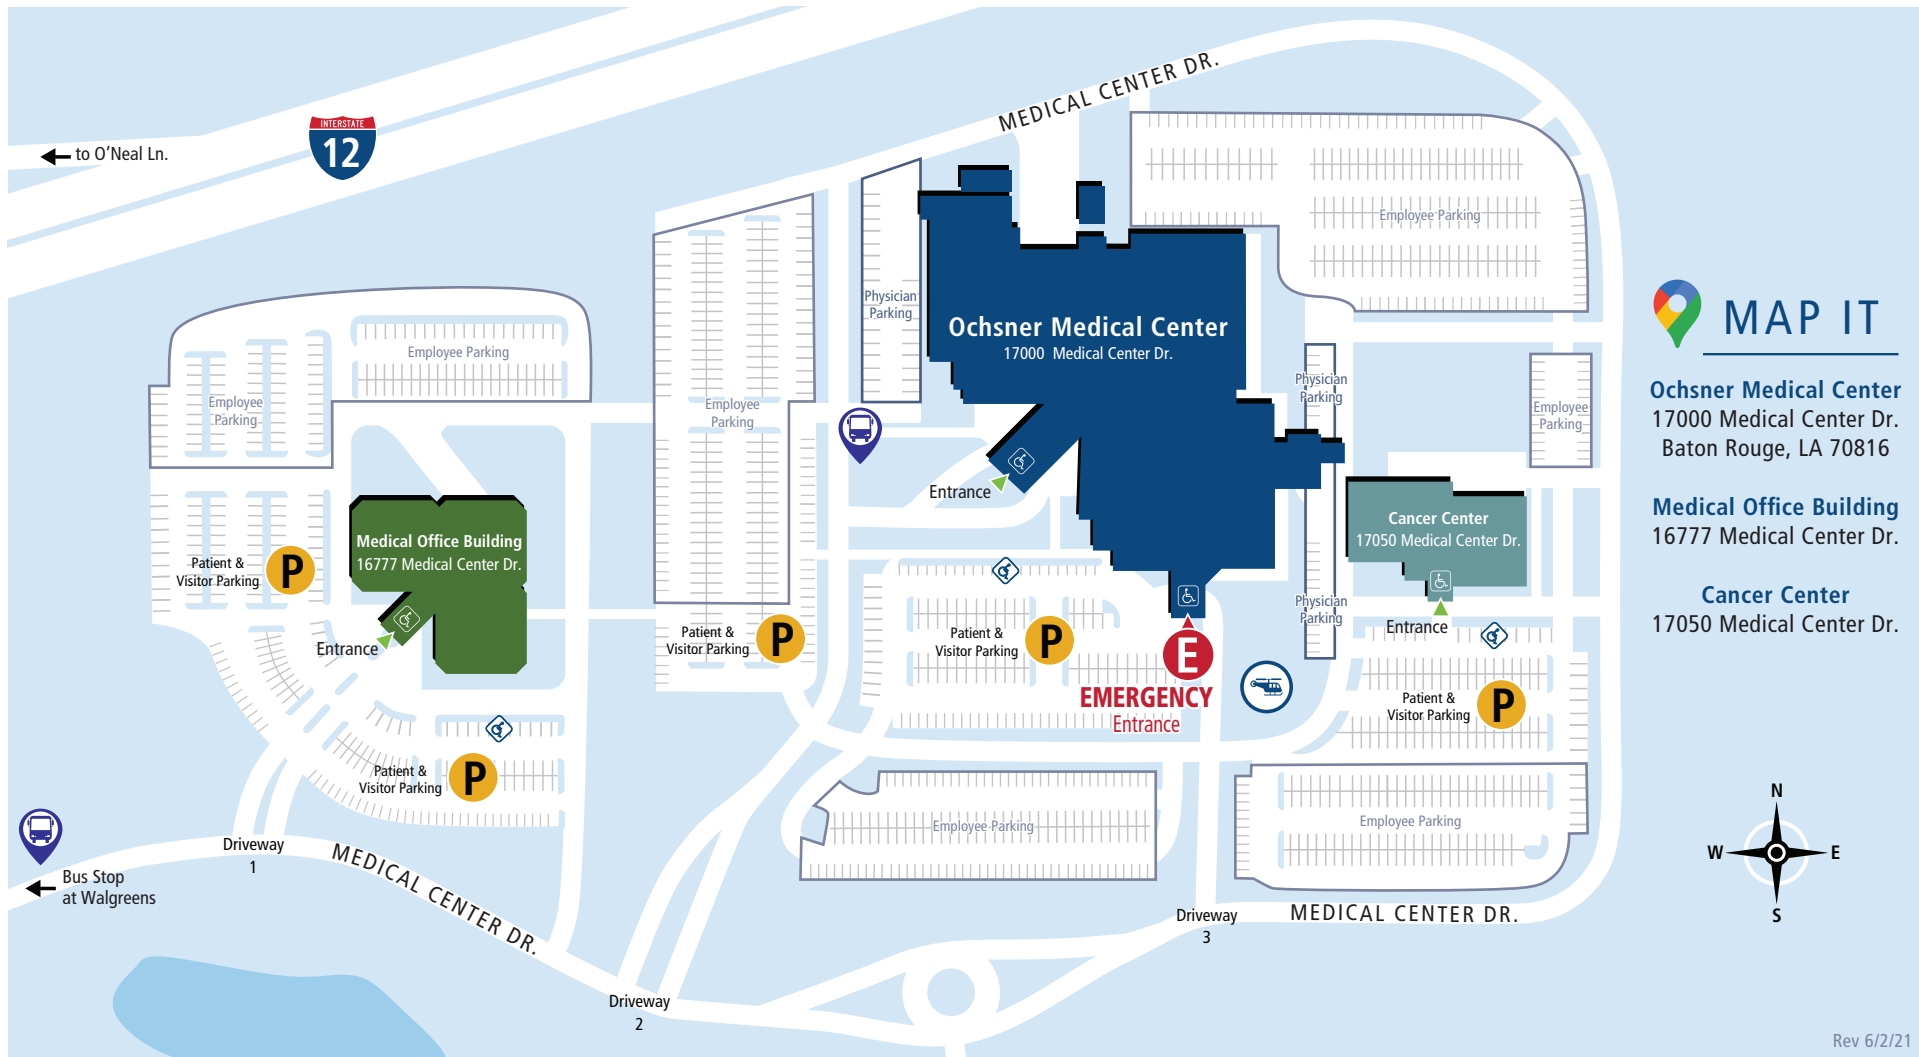 MEDICAL CENTER DR.
INTERSTATE
12
to O'Neal Ln.
Employee Parking
Physician
Parking
Ochsner Medical Center
17000 Medical Center Dr.
Employee Parking
Employee
Parking
Employee
Parking
Physician
Parking
Employee
Parking
Entrance
Medical Office Building
16777 Medical Center Dr.
Cancer Center
17050 Medical Center Dr.
Patient &
Visitor Parking
P
Entrance
Patient &
Visitor Parking
P
Patient &
Visitor Parking
P
E
EMERGENCY
Entrance
Physician
Parking
Entrance
Patient &
Visitor Parking
P
Patient &
Visitor Parking
P
Employee Parking
Employee Parking
Driveway
1
MEDICAL CENTER DR.
Bus Stop
at Walgreens
Driveway
2
Driveway
3
MEDICAL CENTER DR.
MAP IT
Ochsner Medical Center
17000 Medical Center Dr.
Baton Rouge, LA 70816
Medical Office Building
16777 Medical Center Dr.
Cancer Center
17050 Medical Center Dr.
N
W
E
S
Rev 6/2/21